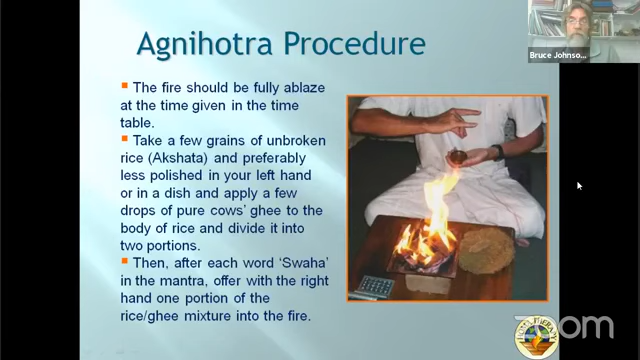 Agnihotra Procedure
The fire should be fully ablaze
at the time given in the time
table.
Take a few grains of unbroken
rice (Akshata) and preferably
less polished in your left hand
or in a dish and apply a few
drops of pure cows' ghee to the
body of rice and divide it into
two portions.
Then, after each word 'Swaha'
in the mantra, offer with the right
hand one portion of the
rice/ghee mixture into the fire.
Bruce Johnso...
zoom